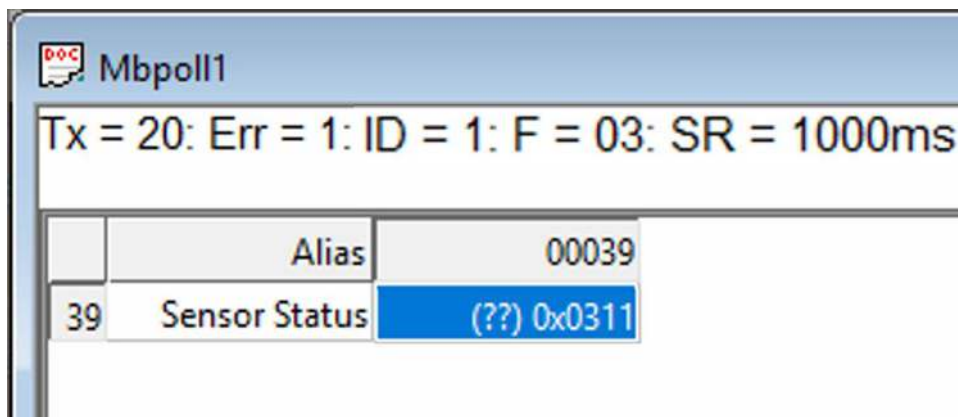 DOC
Mbpoll1
Tx = 20: Err = 1: ID = 1: F = 03: SR = 1000ms
Alias 00039
39 Sensor Status (??) 0x0311